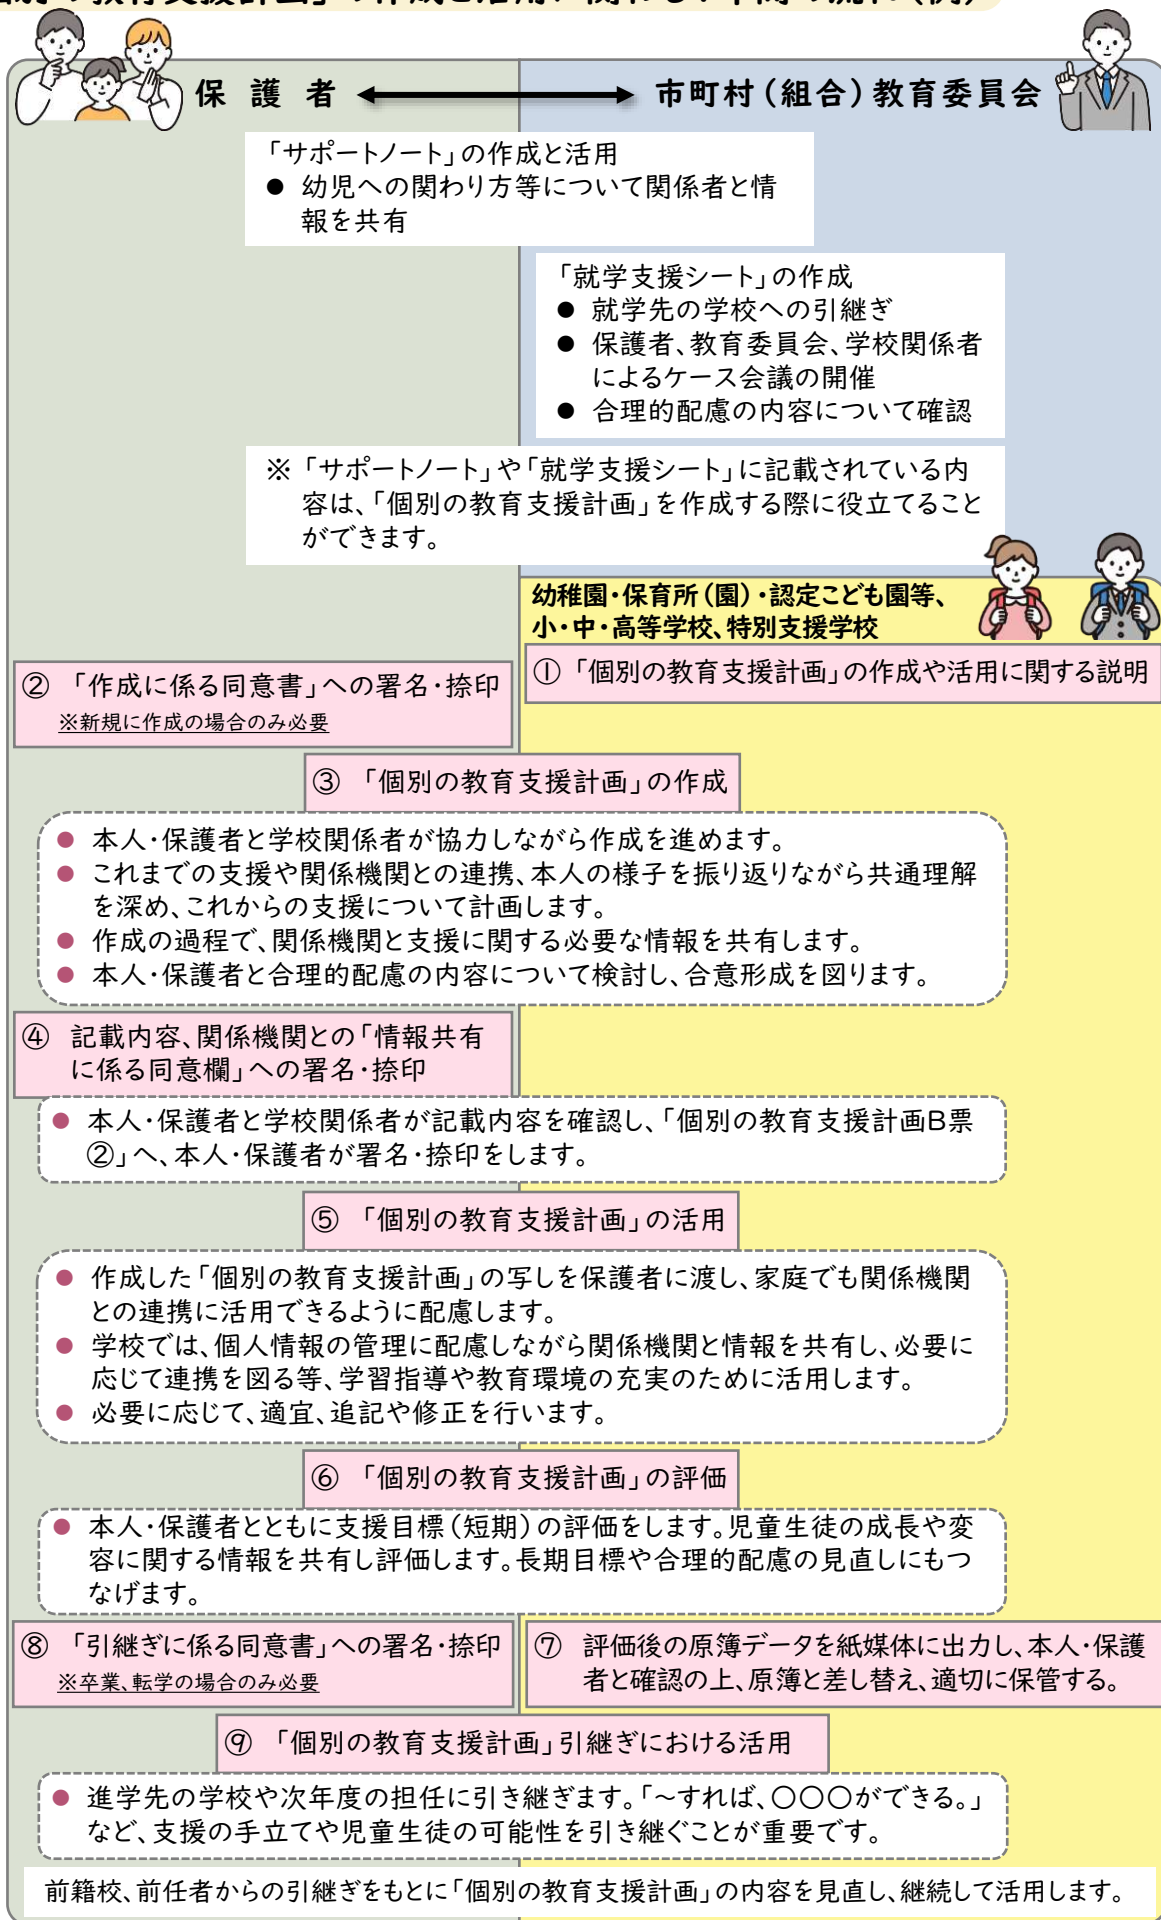 別の教育支援計画」の作成と活用に関わる1年間の流れ(例)
保護者
市町村(組合)教育委員会
「サポートノート」の作成と活用
● 幼児への関わり方等について関係者と情
報を共有
「就学支援シート」の作成
● 就学先の学校への引継ぎ
● 保護者、教育委員会、学校関係者
によるケース会議の開催
● 合理的配慮の内容について確認
※「サポートノート」や「就学支援シート」に記載されている内
容は、「個別の教育支援計画」を作成する際に役立てること
ができます。
幼稚園・保育所(園)・認定こども園等、
小・中・高等学校、特別支援学校
①「個別の教育支援計画」の作成や活用に関する説明
② 「作成に係る同意書」への署名・捺印
※新規に作成の場合のみ必要
③ 「個別の教育支援計画」の作成
● 本人・保護者と学校関係者が協力しながら作成を進めます。
● これまでの支援や関係機関との連携、本人の様子を振り返りながら共通理解
を深め、これからの支援について計画します。
● 作成の過程で、関係機関と支援に関する必要な情報を共有します。
● 本人・保護者と合理的配慮の内容について検討し、合意形成を図ります。
④ 記載内容、関係機関との「情報共有
に係る同意欄」への署名・捺印
● 本人・保護者と学校関係者が記載内容を確認し、「個別の教育支援計画B票
②」へ、本人・保護者が署名・捺印をします。
⑤ 「個別の教育支援計画」の活用
● 作成した「個別の教育支援計画」の写しを保護者に渡し、家庭でも関係機関
との連携に活用できるように配慮します。
● 学校では、個人情報の管理に配慮しながら関係機関と情報を共有し、必要に
応じて連携を図る等、学習指導や教育環境の充実のために活用します。
● 必要に応じて、適宜、追記や修正を行います。
⑥ 「個別の教育支援計画」の評価
● 本人・保護者とともに支援目標(短期)の評価をします。児童生徒の成長や変
容に関する情報を共有し評価します。長期目標や合理的配慮の見直しにもつ
なげます。
⑧ 「引継ぎに係る同意書」への署名・捺印
※卒業、転学の場合のみ必要
⑦ 評価後の原簿データを紙媒体に出力し、本人・保護
者と確認の上、原簿と差し替え、適切に保管する。
⑨ 「個別の教育支援計画」引継ぎにおける活用
● 進学先の学校や次年度の担任に引き継ぎます。「~すれば、○○○ができる。」
など、支援の手立てや児童生徒の可能性を引き継ぐことが重要です。
前籍校、前任者からの引継ぎをもとに「個別の教育支援計画」の内容を見直し、継続して活用します。